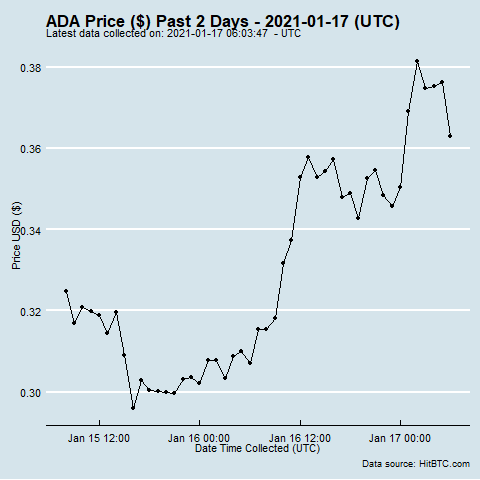 ADA Price ($) Past 2 Days - 2021-01-17 (UTC)
Latest data collected on: 2021-01-17 06:03:47 - UTC
Price USD ($)
0.38
0.36
0.34
0.32
0.30
Jan 15 12:00 Jan 16 00:00 Jan 16 12:00 Jan 17 00:00
Date Time Collected (UTC)
Data source: HitBTC.com